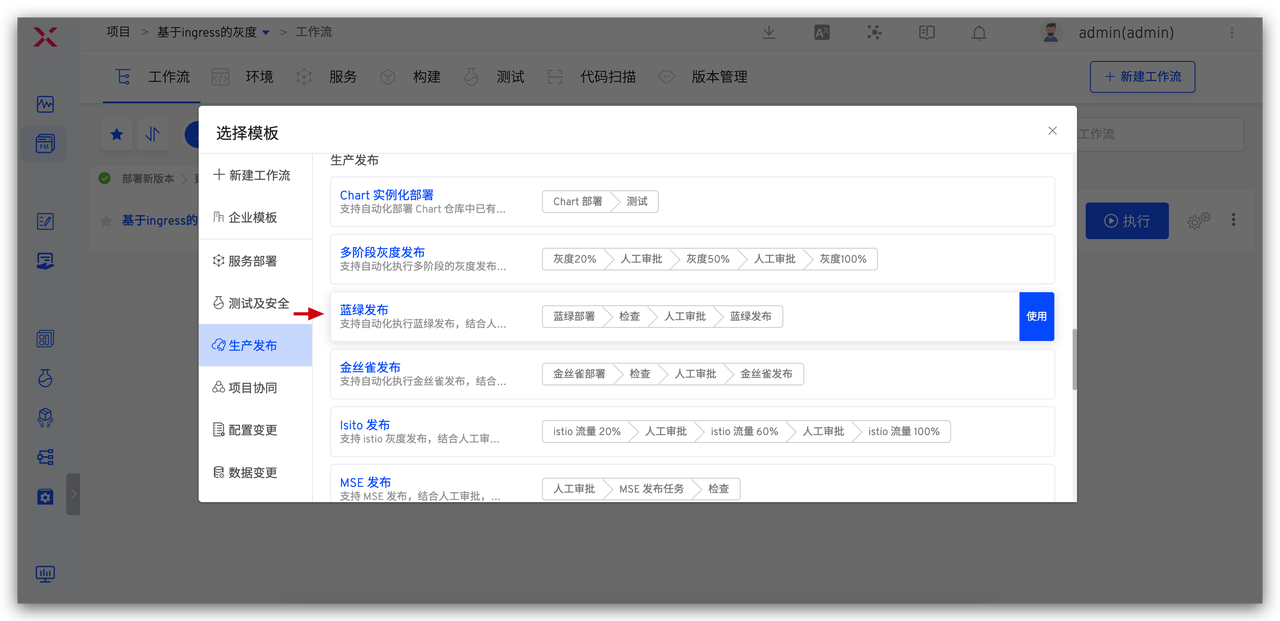 项目 > 基于ingress的灰度 > 工作流
admin(admin)
工作流
环境
服务
构建
测试
代码扫描
版本管理
+ 新建工作流
工作流
部署新版本
基于ingress的
执行
PM
选择模板
新建工作流
企业模板
服务部署
测试及安全
生产发布
项目协同
配置变更
数据变更
生产发布
Chart 实例化部署
支持自动化部署 Chart 仓库中已有...
Chart 部署 测试
多阶段灰度发布
支持自动化执行多阶段的灰度发布...
灰度20% 人工审批 灰度50% 人工审批 灰度100%
蓝绿发布
支持自动化执行蓝绿发布，结合人...
蓝绿部署 检查 人工审批 蓝绿发布
使用
金丝雀发布
支持自动化执行金丝雀发布，结合...
金丝雀部署 检查 人工审批 金丝雀发布
Isito 发布
支持 istio 灰度发布，结合人工审...
istio 流量 20% 人工审批 istio 流量 60% 人工审批 istio 流量 100%
MSE 发布
支持 MSE 发布，结合人工审批，...
人工审批 MSE 发布任务 检查